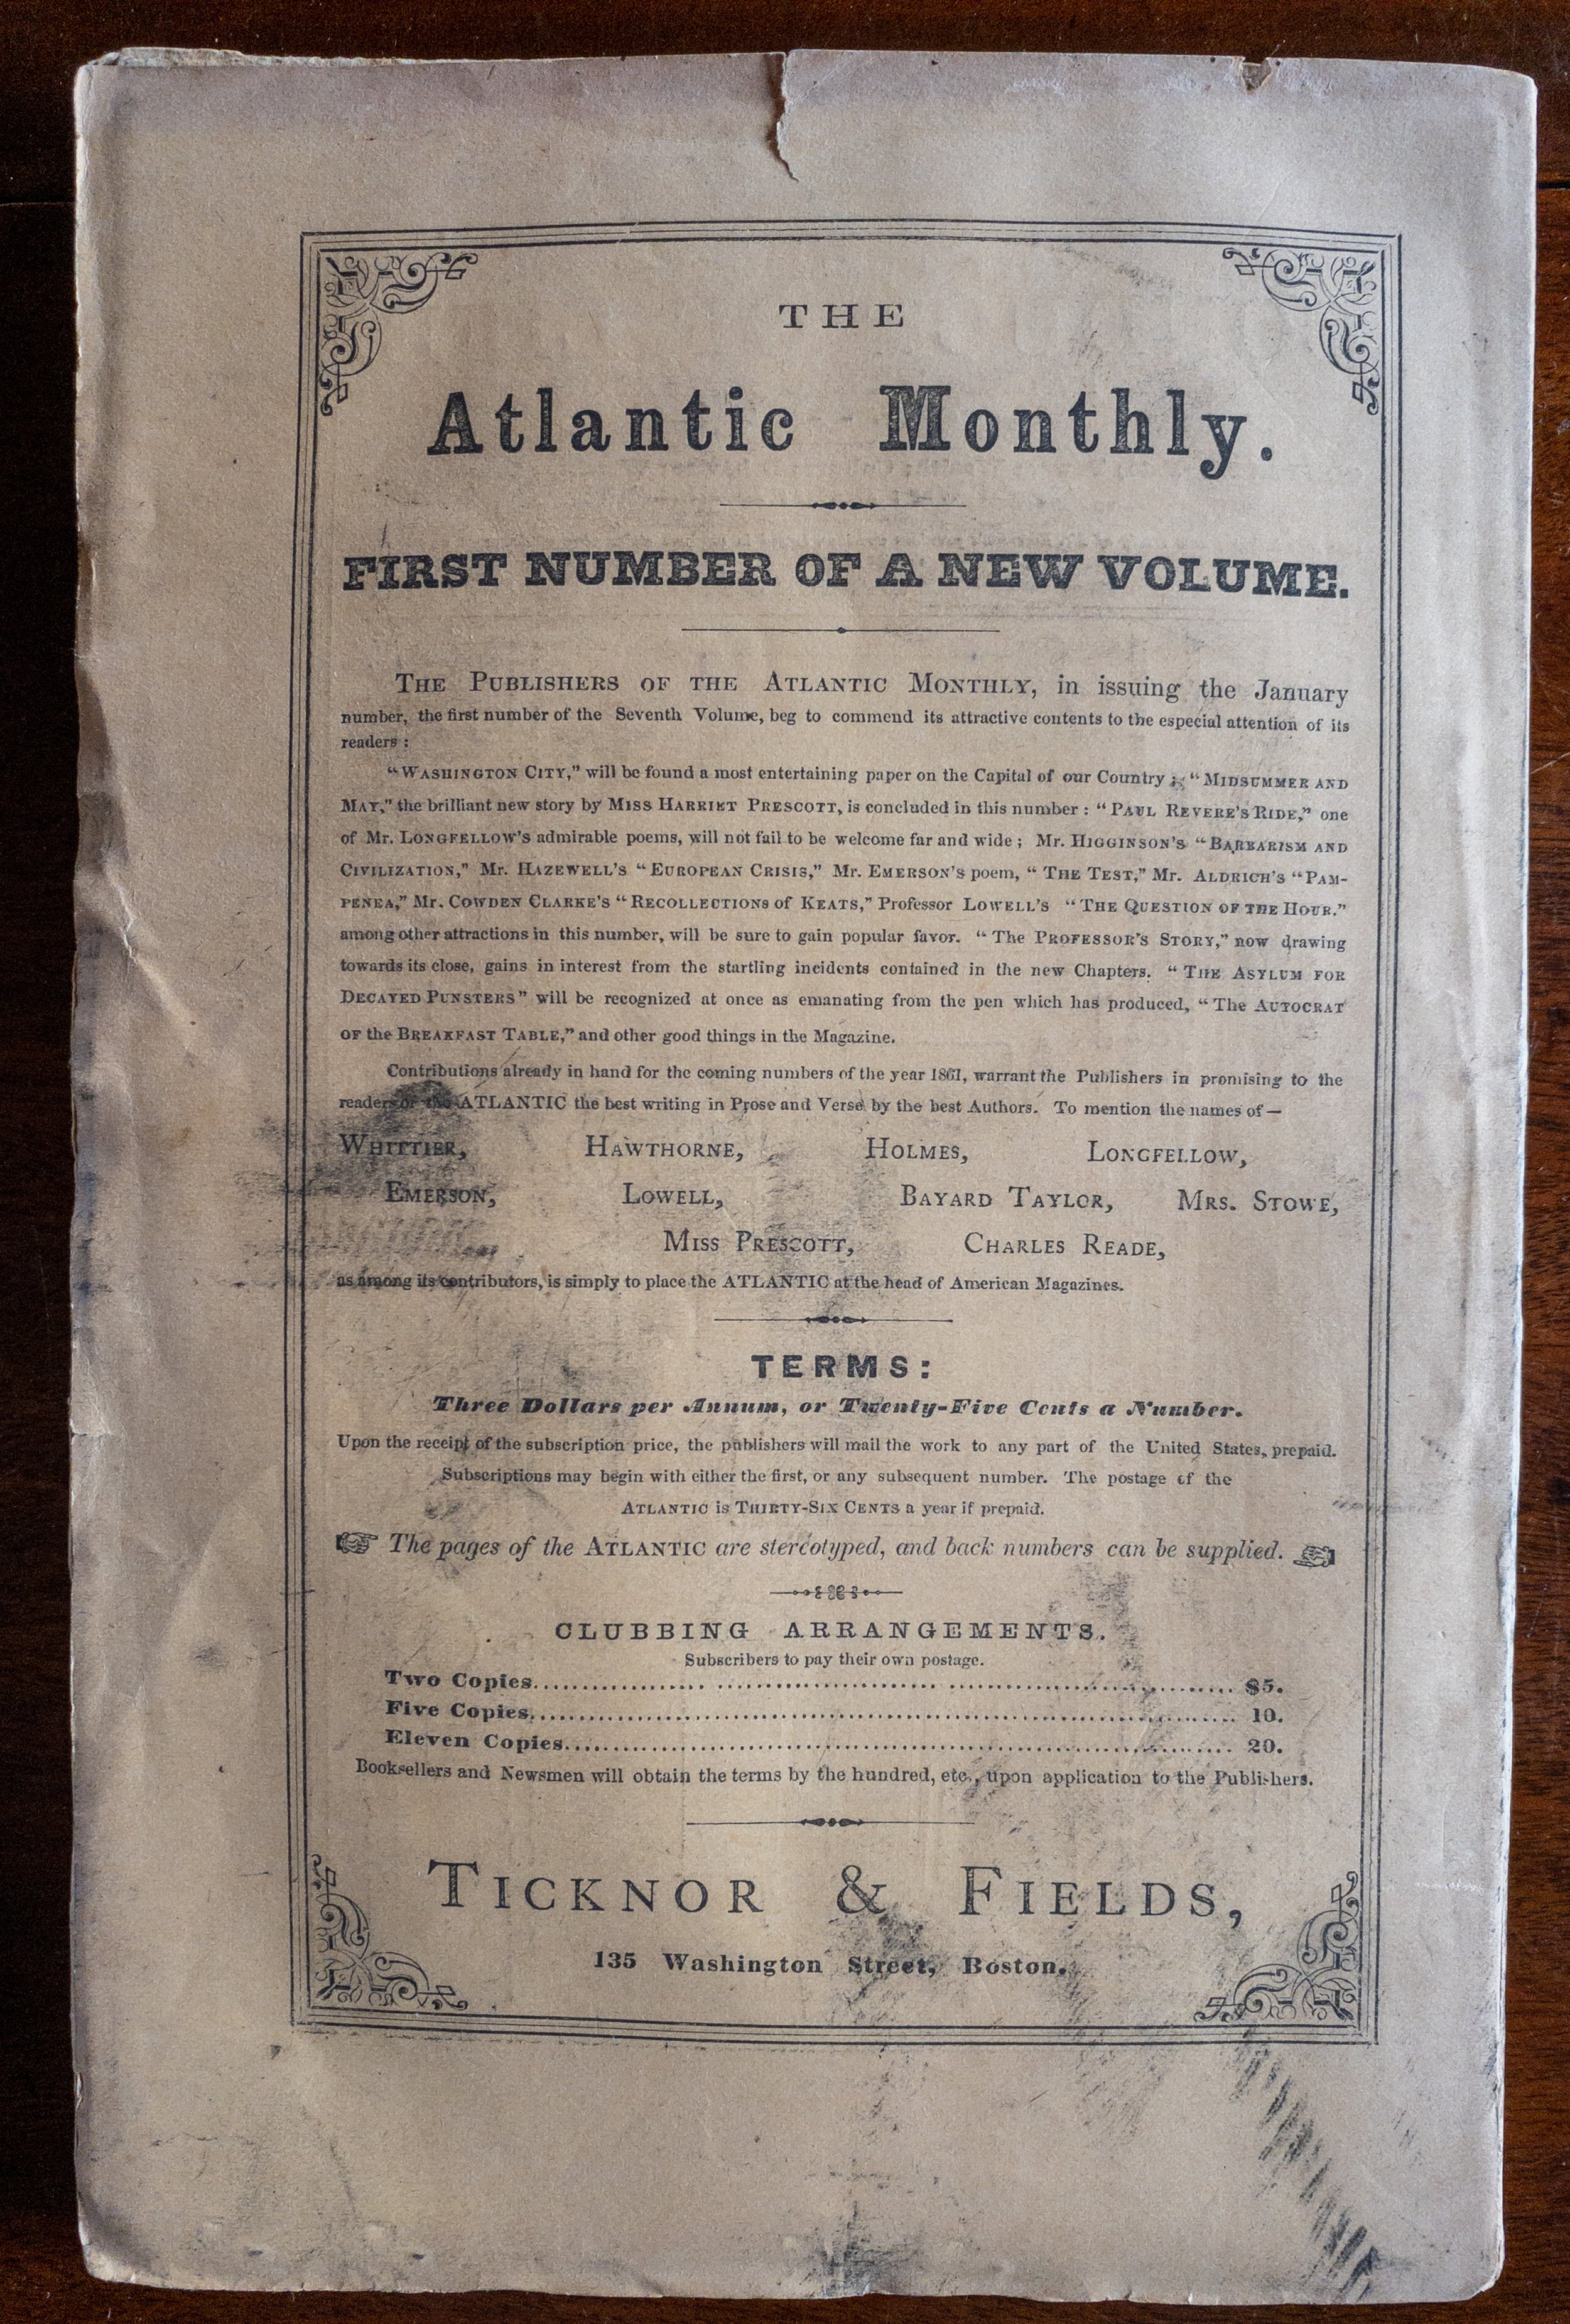 THE
Atlantic Monthly.
FIRST NUMBER OF A NEW VOLUME.
THE PUBLISHERS OF THE ATLANTIC MONTHLY, in issuing the January
number, the first number of the Seventh Volume, beg to commend its attractive contents to the especial attention of its
readers :
“WASHINGTON CITY,” will be found a most entertaining paper on the Capital of our Country ; “MIDSUMMER AND
MAY,” the brilliant new story by MISS HARRIET PRESCOTT, is concluded in this number : “PAUL REVERE'S RIDE,” one
of Mr. LONGFELLOW'S admirable poems, will not fail to be welcome far and wide ; Mr. HIGGINSON'S “BARBARISM AND
CIVILIZATION,” Mr. HAZEWELL'S “EUROPEAN CRISIS,” Mr. EMERSON'S poem, “THE TEST,” Mr. ALDRICH'S “PAM-
PENEA,” Mr. COWDEN CLARKE'S “RECOLLECTIONS of KEATS,” Professor LOWELL'S “THE QUESTION OF THE HOUR.”
among other attractions in this number, will be sure to gain popular favor. “The PROFESSOR'S STORY,” now drawing
towards its close, gains in interest from the startling incidents contained in the new Chapters. “THE ASYLUM FOR
DECAYED PUNSTERS” will be recognized at once as emanating from the pen which has produced, “The AUTOCRAT
OF the BREAKFAST TABLE,” and other good things in the Magazine.
Contributions already in hand for the coming numbers of the year 1861, warrant the Publishers in promising to the
readers of the ATLANTIC the best writing in Prose and Verse by the best Authors. To mention the names of—
WHITTIER, HAWTHORNE, HOLMES, LONGFELLOW,
EMERSON, LOWELL, BAYARD TAYLOR, MRS. STOWE,
MISS PRESCOTT, CHARLES READE,
as among its contributors, is simply to place the ATLANTIC at the head of American Magazines.
TERMS:
Three Dollars per Annum, or Twenty-Five Cents a Number.
Upon the receipt of the subscription price, the publishers will mail the work to any part of the United States, prepaid.
Subscriptions may begin with either the first, or any subsequent number. The postage of the
ATLANTIC is THIRTY-SIX CENTS a year if prepaid.
☞ The pages of the ATLANTIC are stereotyped, and back numbers can be supplied. ☜
CLUBBING ARRANGEMENTS.
Subscribers to pay their own postage.
Two Copies.......... $5.
Five Copies.......... 10.
Eleven Copies.......... 20.
Booksellers and Newsmen will obtain the terms by the hundred, etc., upon application to the Publishers.
TICKNOR & FIELDS,
135 Washington Street, Boston.